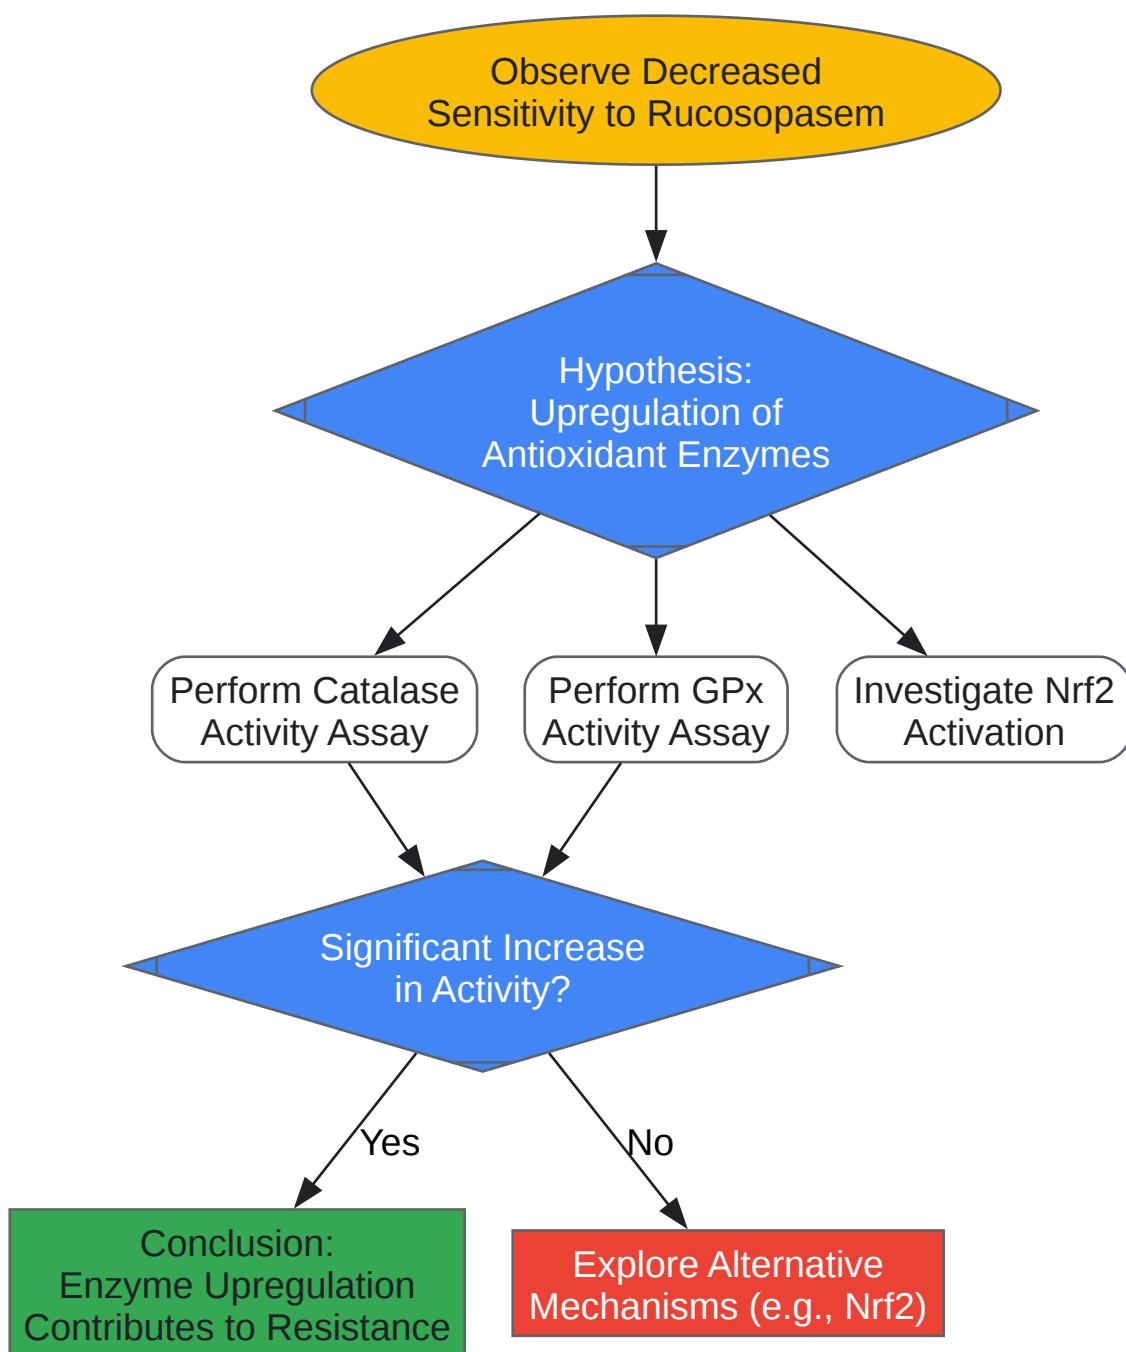 Observe Decreased
Sensitivity to Rucosopasem
Hypothesis:
Upregulation of
Antioxidant Enzymes
Perform Catalase
Activity Assay
Perform GPx
Activity Assay
Investigate Nrf2
Activation
Significant Increase
in Activity?
Yes
No
Conclusion:
Enzyme Upregulation
Contributes to Resistance
Explore Alternative
Mechanisms (e.g., Nrf2)